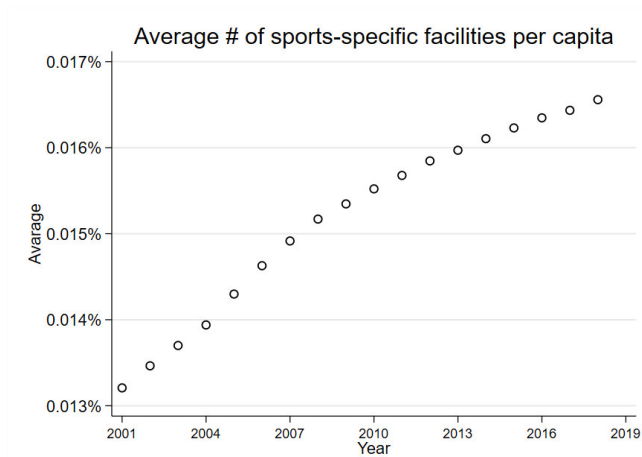 Average # of sports-specific facilities per capita
0.017%
0.016%
0.015%
0.014%
0.013%
Avarage
2001 2004 2007 2010 2013 2016 2019
Year